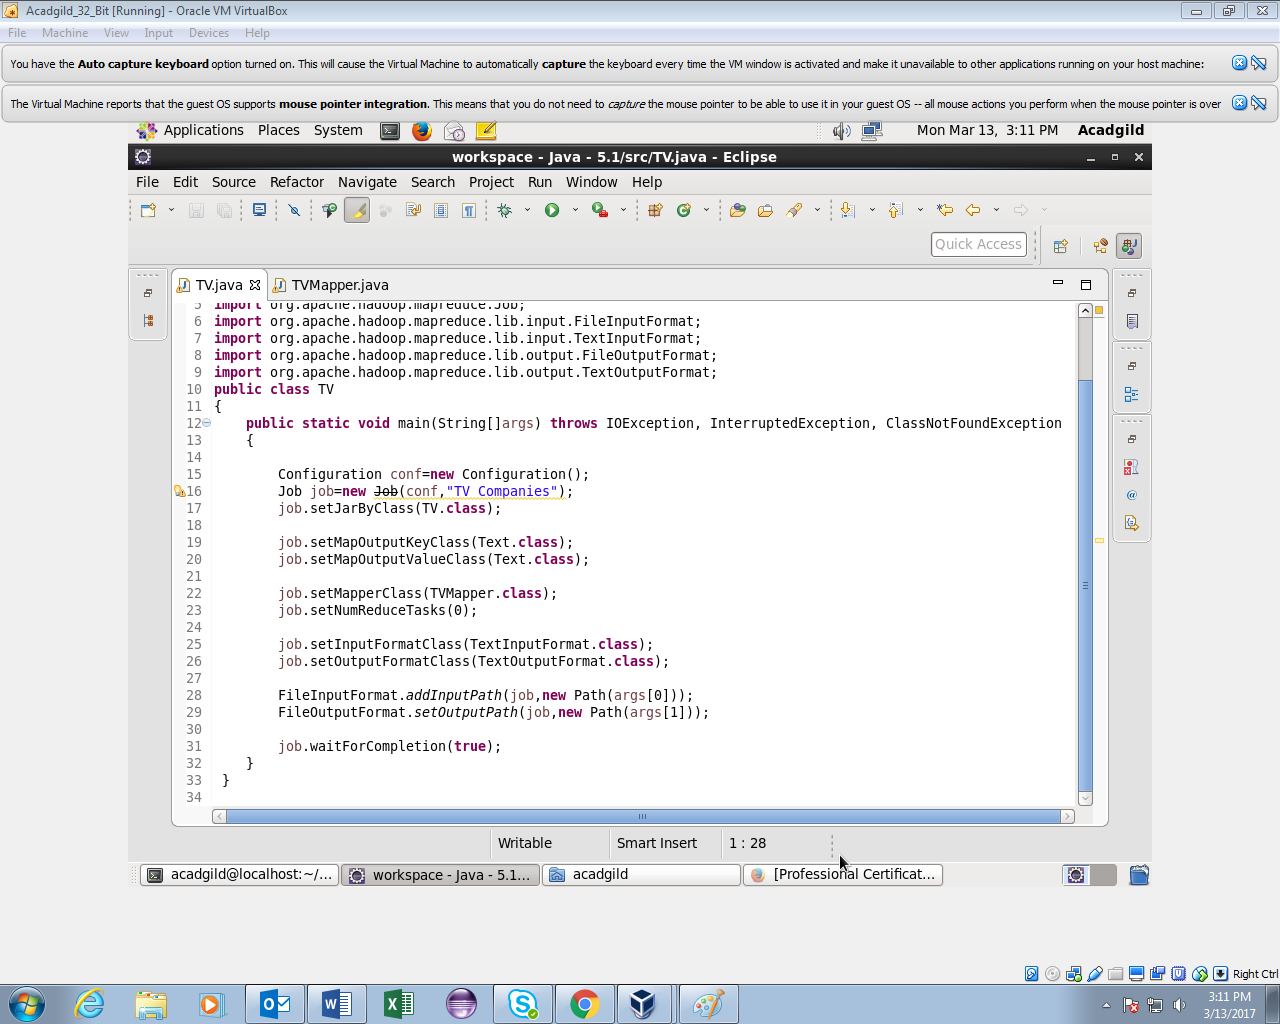 Acadgild_32_Bit [Running] - Oracle VM VirtualBox
File Machine View Input Devices Help
You have the Auto capture keyboard option turned on. This will cause the Virtual Machine to automatically capture the keyboard every time the VM window is activated and make it unavailable to other applications running on your host machine:
The Virtual Machine reports that the guest OS supports mouse pointer integration. This means that you do not need to capture the mouse pointer to be able to use it in your guest OS -- all mouse actions you perform when the mouse pointer is over
Applications Places System Mon Mar 13, 3:11 PM Acadgild
workspace - Java - 5.1/src/TV.java - Eclipse
File Edit Source Refactor Navigate Search Project Run Window Help
Quick Access
TV.java TVMapper.java
5 import org.apache.hadoop.mapreduce.Job;
6 import org.apache.hadoop.mapreduce.lib.input.FileInputFormat;
7 import org.apache.hadoop.mapreduce.lib.input.TextInputFormat;
8 import org.apache.hadoop.mapreduce.lib.output.FileOutputFormat;
9 import org.apache.hadoop.mapreduce.lib.output.TextOutputFormat;
10 public class TV
11 {
12 public static void main(String[]args) throws IOException, InterruptedException, ClassNotFoundException
13 {
14
15 Configuration conf=new Configuration();
16 Job job=new Job(conf,"TV Companies");
17 job.setJarByClass(TV.class);
18
19 job.setMapOutputKeyClass(Text.class);
20 job.setMapOutputValueClass(Text.class);
21
22 job.setMapperClass(TVMapper.class);
23 job.setNumReduceTasks(0);
24
25 job.setInputFormatClass(TextInputFormat.class);
26 job.setOutputFormatClass(TextOutputFormat.class);
27
28 FileInputFormat.addInputPath(job,new Path(args[0]));
29 FileOutputFormat.setOutputPath(job,new Path(args[1]));
30
31 job.waitForCompletion(true);
32 }
33 }
34
Writable Smart Insert 1 : 28
acadgild@localhost:~/... workspace - Java - 5.1... acadgild [Professional Certificat...
Right Ctrl
3:11 PM
3/13/2017